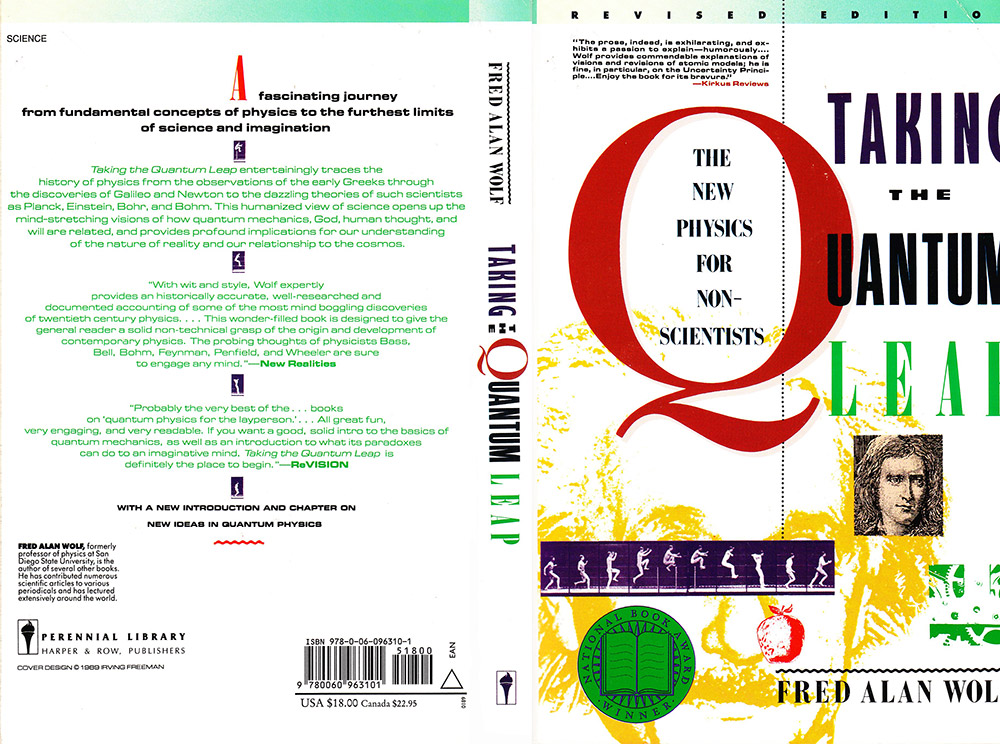 SCIENCE
A fascinating journey
from fundamental concepts of physics to the furthest limits
of science and imagination
Taking the Quantum Leap entertainingly traces the
history of physics from the observations of the early Greeks through
the discoveries of Galileo and Newton to the dazzling theories of such scientists
as Planck, Einstein, Bohr, and Bohm. This humanized view of science opens up the
mind-stretching visions of how quantum mechanics, God, human thought, and
will are related, and provides profound implications for our understanding
of the nature of reality and our relationship to the cosmos.
"With wit and style, Wolf expertly
provides an historically accurate, well-researched and
documented accounting of some of the most mind boggling discoveries
of twentieth century physics. . . . This wonder-filled book is designed to give the
general reader a solid non-technical grasp of the origin and development of
contemporary physics. The probing thoughts of physicists Bass,
Bell, Bohm, Feynman, Penfield, and Wheeler are sure
to engage any mind."—New Realities
"Probably the very best of the . . . books
on 'quantum physics for the layperson.' . . . All great fun,
very engaging, and very readable. If you want a good, solid intro to the basics of
quantum mechanics, as well as an introduction to what its paradoxes
can do to an imaginative mind, Taking the Quantum Leap is
definitely the place to begin."—ReVISION
WITH A NEW INTRODUCTION AND CHAPTER ON
NEW IDEAS IN QUANTUM PHYSICS
FRED ALAN WOLF, formerly
professor of physics at San
Diego State University, is the
author of several other books.
He has contributed numerous
scientific articles to various
periodicals and has lectured
extensively around the world.
PERENNIAL LIBRARY
HARPER & ROW, PUBLISHERS
COVER DESIGN © 1989 IRVING FREEMAN
ISBN 978-0-06-096310-1
51800
EAN
9 780060 963101
6810
USA $18.00 Canada $22.95
FRED ALAN WOLF
TAKING THE QUANTUM LEAP
REVISED EDITIO
"The prose, indeed, is exhilarating, and ex-
hibits a passion to explain—humorously....
Wolf provides commendable explanations of
visions and revisions of atomic models; he is
fine, in particular, on the Uncertainty Princi-
ple....Enjoy the book for its bravura."
—Kirkus Reviews
TAKING
THE
QUANTUM
LEAP
THE
NEW
PHYSICS
FOR
NON-
SCIENTISTS
NATIONAL BOOK AWARD
WINNER
FRED ALAN WOL